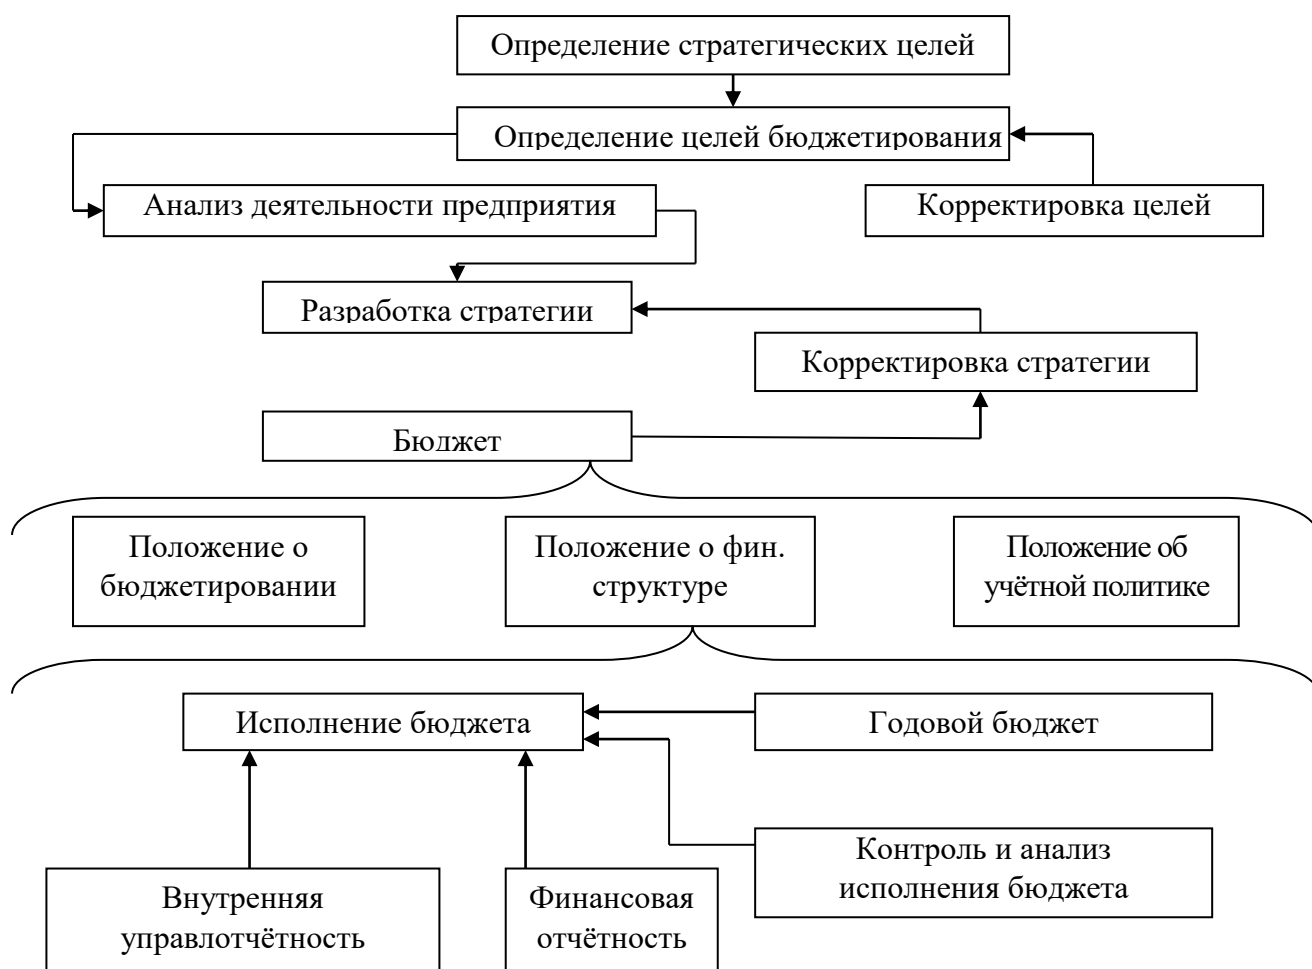 Определение стратегических целей
Определение целей бюджетирования
Анализ деятельности предприятия
Корректировка целей
Разработка стратегии
Корректировка стратегии
Бюджет
Положение о
бюджетировании
Положение о фин.
структуре
Положение об
учётной политике
Исполнение бюджета
Годовой бюджет
Контроль и анализ
исполнения бюджета
Внутренняя
управлотчётность
Финансовая
отчётность